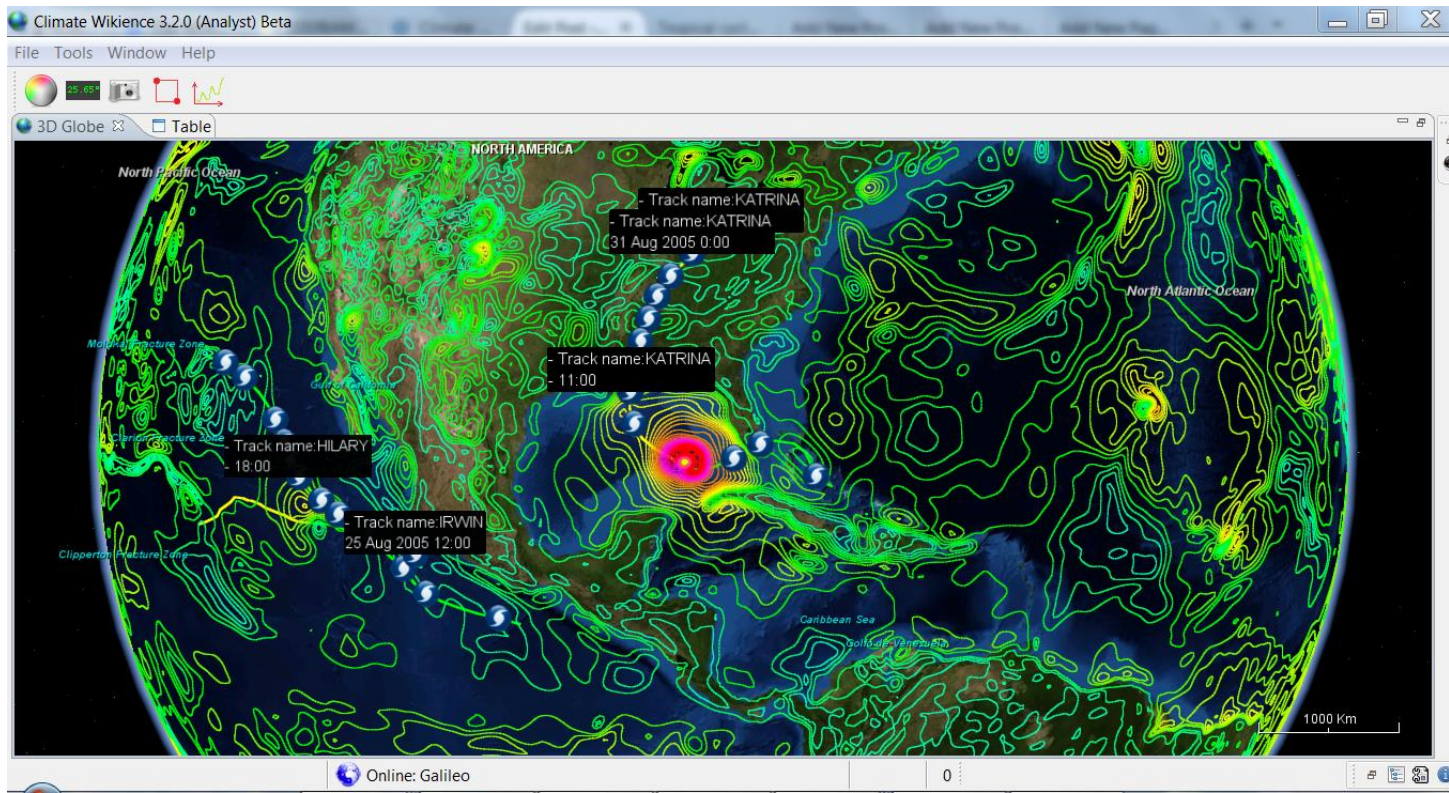 Climate Wikience 3.2.0 (Analyst) Beta
File Tools Window Help
25.65°
3D Globe
Table
NORTH AMERICA
North Pacific Ocean
- Track name:KATRINA
- Track name:KATRINA
31 Aug 2005 0:00
North Atlantic Ocean
Molokai Fracture Zone
- Track name:KATRINA
- 11:00
Gulf of California
Clarion Fracture Zone
- Track name:HILARY
- 18:00
- Track name:IRWIN
25 Aug 2005 12:00
Clipperton Fracture Zone
Caribbean Sea
Golfo de Venezuela
1000 Km
Online: Galileo
0